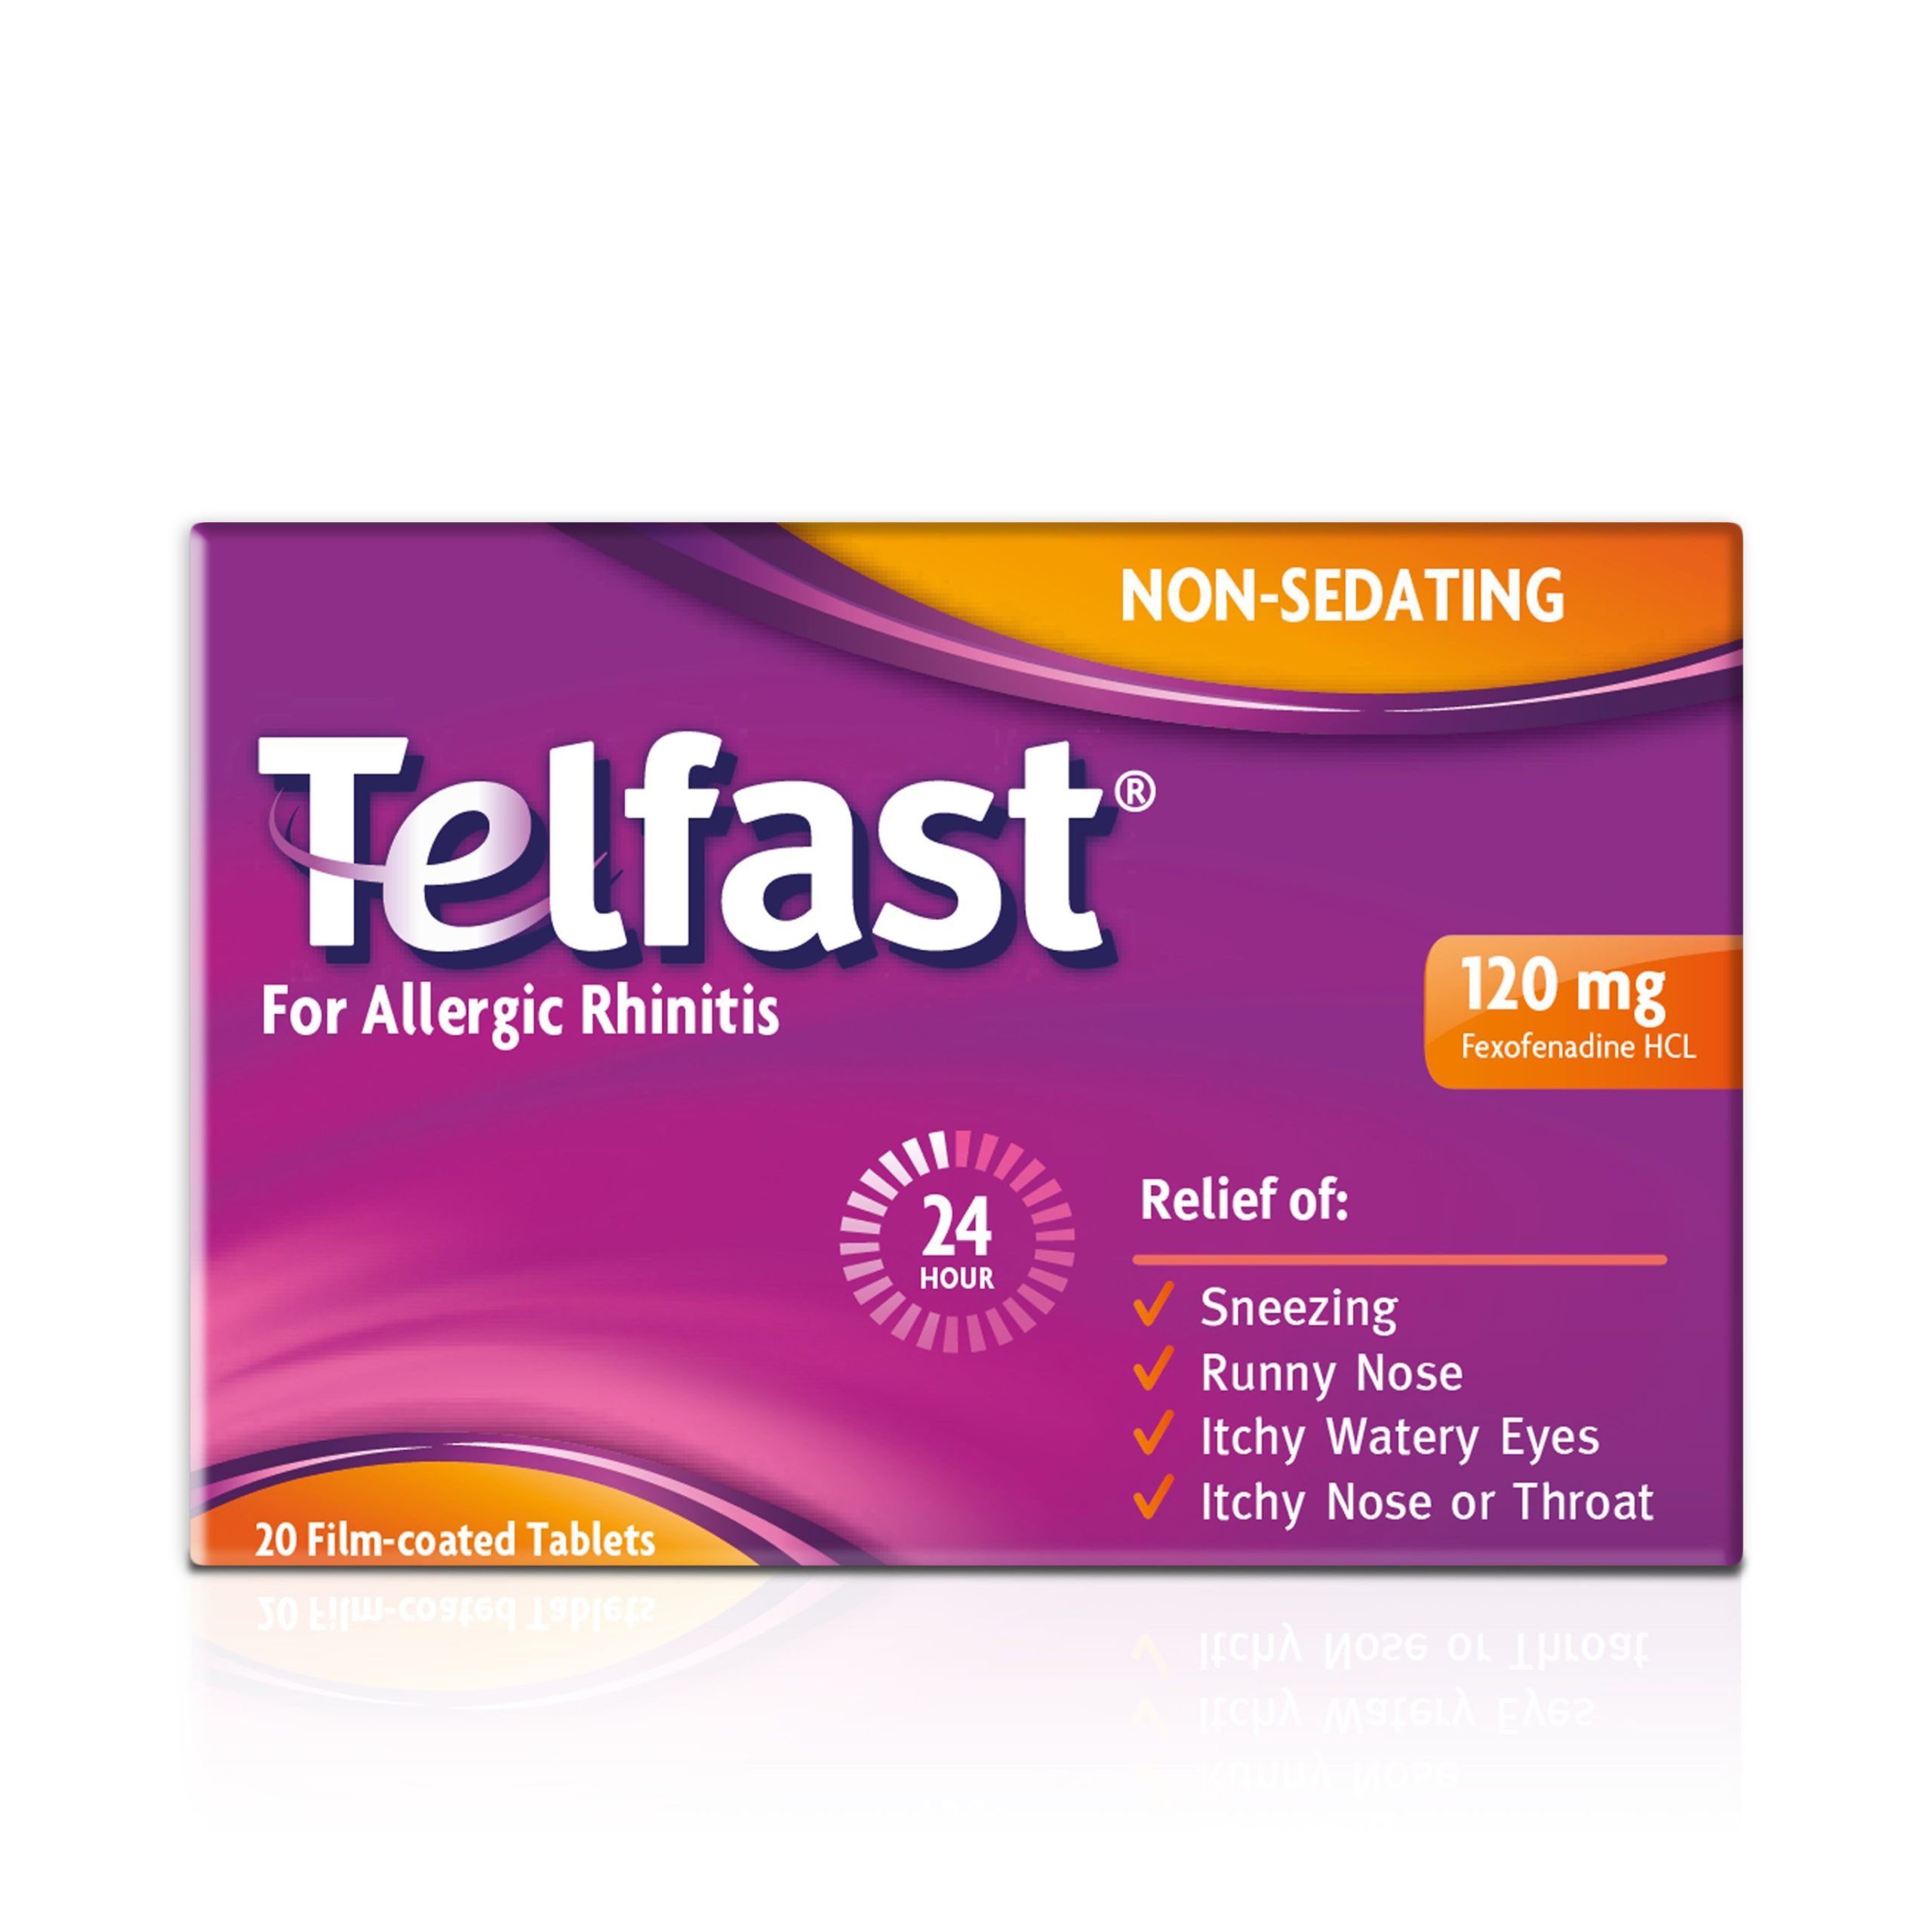 NON-SEDATING
Telfast®
For Allergic Rhinitis
120 mg
Fexofenadine HCL
24
HOUR
Relief of:
Sneezing
Runny Nose
Itchy Watery Eyes
Itchy Nose or Throat
20 Film-coated Tablets